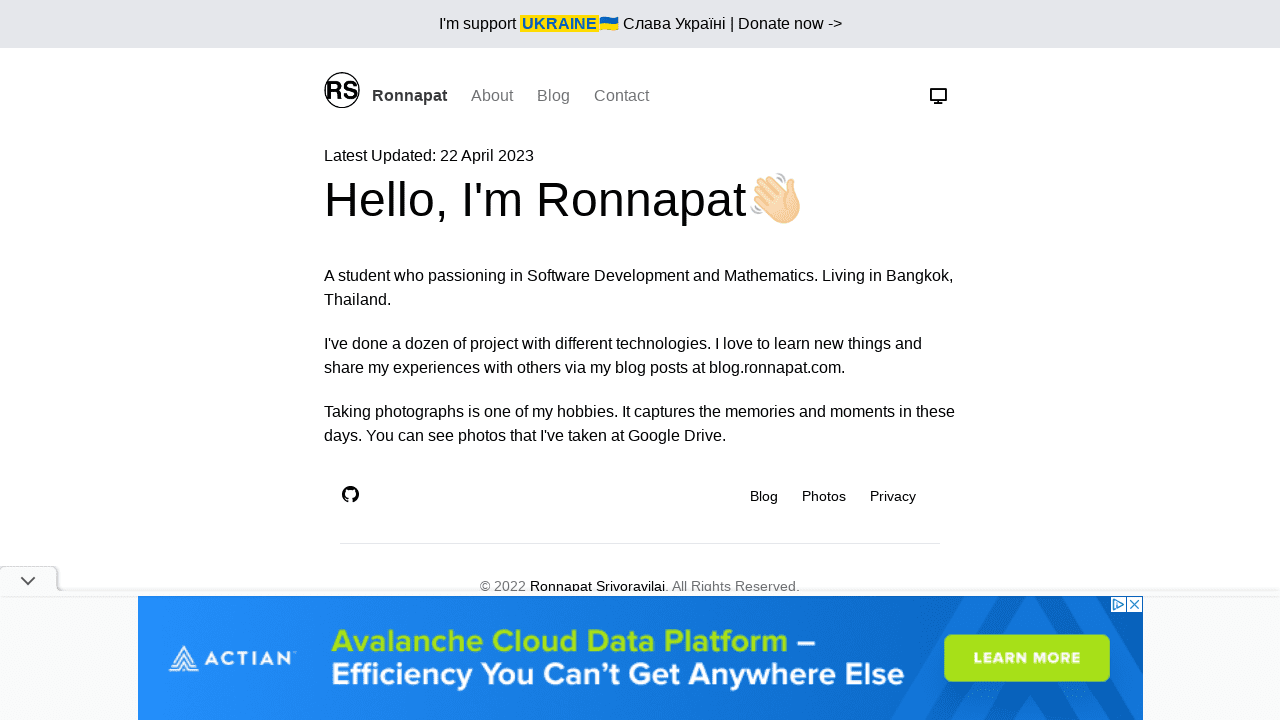 I'm support UKRAINE🇺🇦 Слава Україні | Donate now ->
RS Ronnapat About Blog Contact
Latest Updated: 22 April 2023
Hello, I'm Ronnapat👋🏻
A student who passioning in Software Development and Mathematics. Living in Bangkok,
Thailand.
I've done a dozen of project with different technologies. I love to learn new things and
share my experiences with others via my blog posts at blog.ronnapat.com.
Taking photographs is one of my hobbies. It captures the memories and moments in these
days. You can see photos that I've taken at Google Drive.
Blog Photos Privacy
© 2022 Ronnapat Srivoravilai. All Rights Reserved.
ACTIAN
Avalanche Cloud Data Platform –
Efficiency You Can't Get Anywhere Else
LEARN MORE